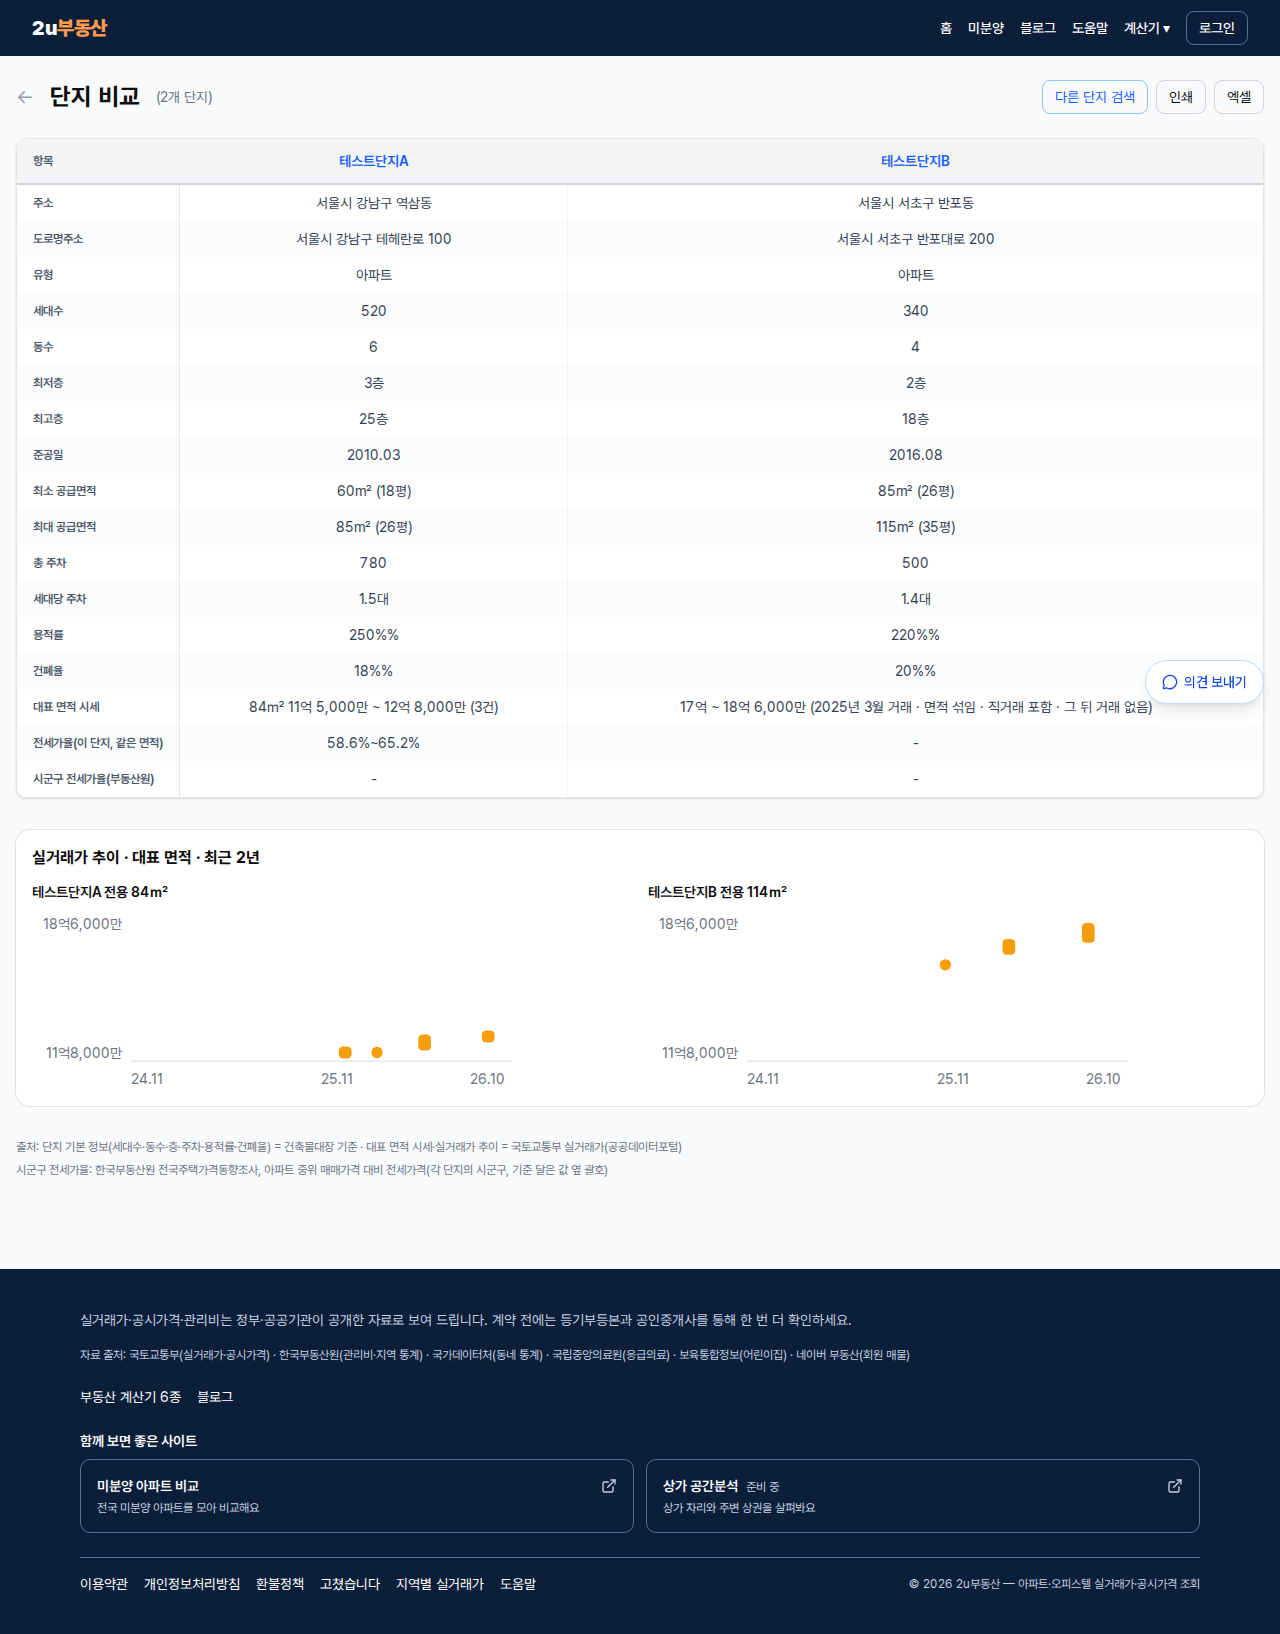 2u부동산 홈 미분양 블로그 도움말 계산기 ▾ 로그인
← 단지 비교 (2개 단지) 다른 단지 검색 인쇄 엑셀
항목 테스트단지A 테스트단지B
주소 서울시 강남구 역삼동 서울시 서초구 반포동
도로명주소 서울시 강남구 테헤란로 100 서울시 서초구 반포대로 200
유형 아파트 아파트
세대수 520 340
동수 6 4
최저층 3층 2층
최고층 25층 18층
준공일 2010.03 2016.08
최소 공급면적 60m² (18평) 85m² (26평)
최대 공급면적 85m² (26평) 115m² (35평)
총 주차 780 500
세대당 주차 1.5대 1.4대
용적률 250%% 220%%
건폐율 18%% 20%%
의견 보내기
대표 면적 시세 84m² 11억 5,000만 ~ 12억 8,000만 (3건) 17억 ~ 18억 6,000만 (2025년 3월 거래 · 면적 섞임 · 직거래 포함 · 그 뒤 거래 없음)
전세가율(이 단지, 같은 면적) 58.6%~65.2% -
시군구 전세가율(부동산원) - -
실거래가 추이 · 대표 면적 · 최근 2년
테스트단지A 전용 84m² 테스트단지B 전용 114m²
18억6,000만 18억6,000만
11억8,000만 11억8,000만
24.11 25.11 26.10 24.11 25.11 26.10
출처: 단지 기본 정보(세대수·동수·층·주차·용적률·건폐율) = 건축물대장 기준 · 대표 면적 시세·실거래가 추이 = 국토교통부 실거래가(공공데이터포털)
시군구 전세가율: 한국부동산원 전국주택가격동향조사, 아파트 중위 매매가격 대비 전세가격(각 단지의 시군구, 기준 달은 값 옆 괄호)
실거래가·공시가격·관리비는 정부·공공기관이 공개한 자료로 보여 드립니다. 계약 전에는 등기부등본과 공인중개사를 통해 한 번 더 확인하세요.
자료 출처: 국토교통부(실거래가·공시가격) · 한국부동산원(관리비·지역 통계) · 국가데이터처(동네 통계) · 국립중앙의료원(응급의료) · 보육통합정보(어린이집) · 네이버 부동산(회원 매물)
부동산 계산기 6종 블로그
함께 보면 좋은 사이트
미분양 아파트 비교 상가 공간분석 준비 중
전국 미분양 아파트를 모아 비교해요 상가 자리와 주변 상권을 살펴봐요
이용약관 개인정보처리방침 환불정책 고쳤습니다 지역별 실거래가 도움말 © 2026 2u부동산 — 아파트·오피스텔 실거래가·공시가격 조회